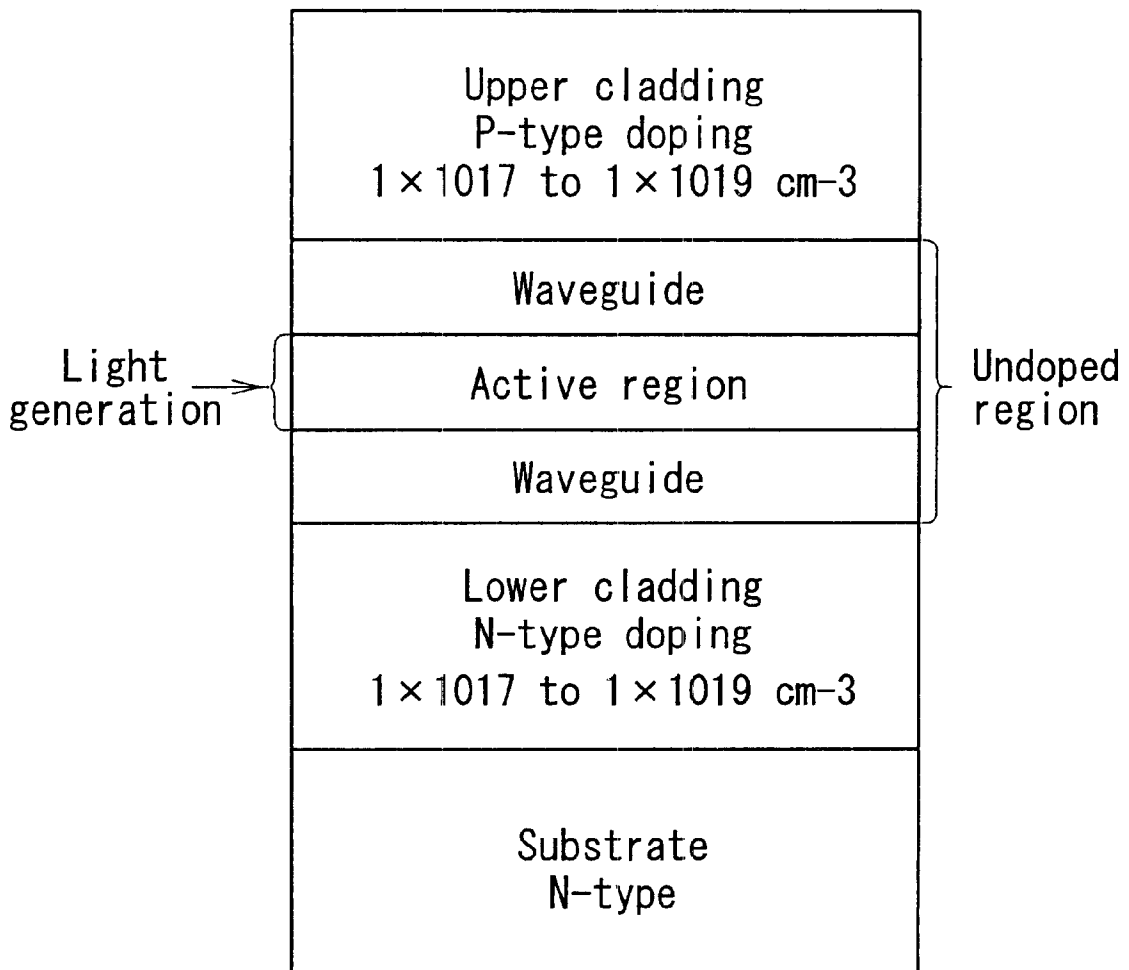 Upper cladding
P-type doping
1×1017 to 1×1019 cm-3
Waveguide
Light
generation
Active region
Undoped
region
Waveguide
Lower cladding
N-type doping
1×1017 to 1×1019 cm-3
Substrate
N-type